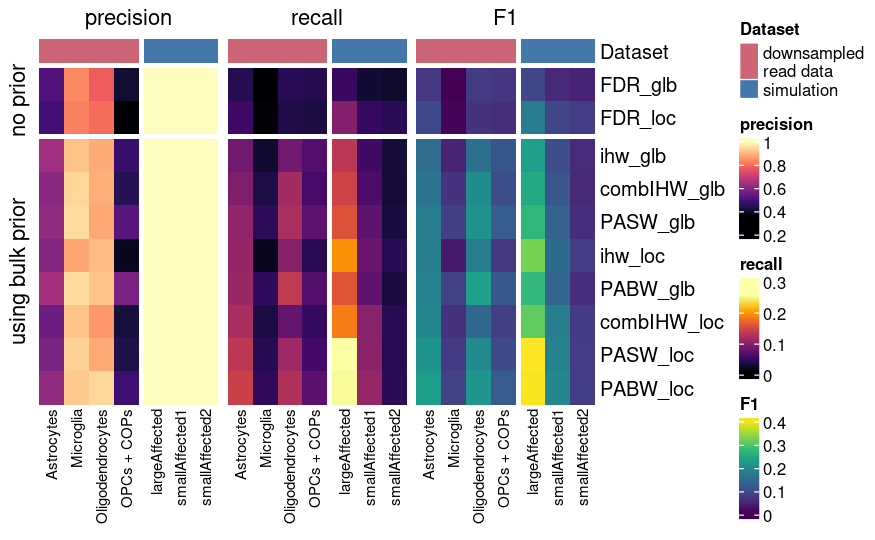 precision recall F1
Dataset
no prior
FDR_glb
FDR_loc
using bulk prior
ihw_glb
combIHW_glb
PASW_glb
ihw_loc
PABW_glb
combIHW_loc
PASW_loc
PABW_loc
Astrocytes
Microglia
Oligodendrocytes
OPCs + COPs
largeAffected
smallAffected1
smallAffected2
Astrocytes
Microglia
Oligodendrocytes
OPCs + COPs
largeAffected
smallAffected1
smallAffected2
Astrocytes
Microglia
Oligodendrocytes
OPCs + COPs
largeAffected
smallAffected1
smallAffected2
Dataset
downsampled
read data
simulation
precision
1
0.8
0.6
0.4
0.2
recall
0.3
0.2
0.1
0
F1
0.4
0.3
0.2
0.1
0